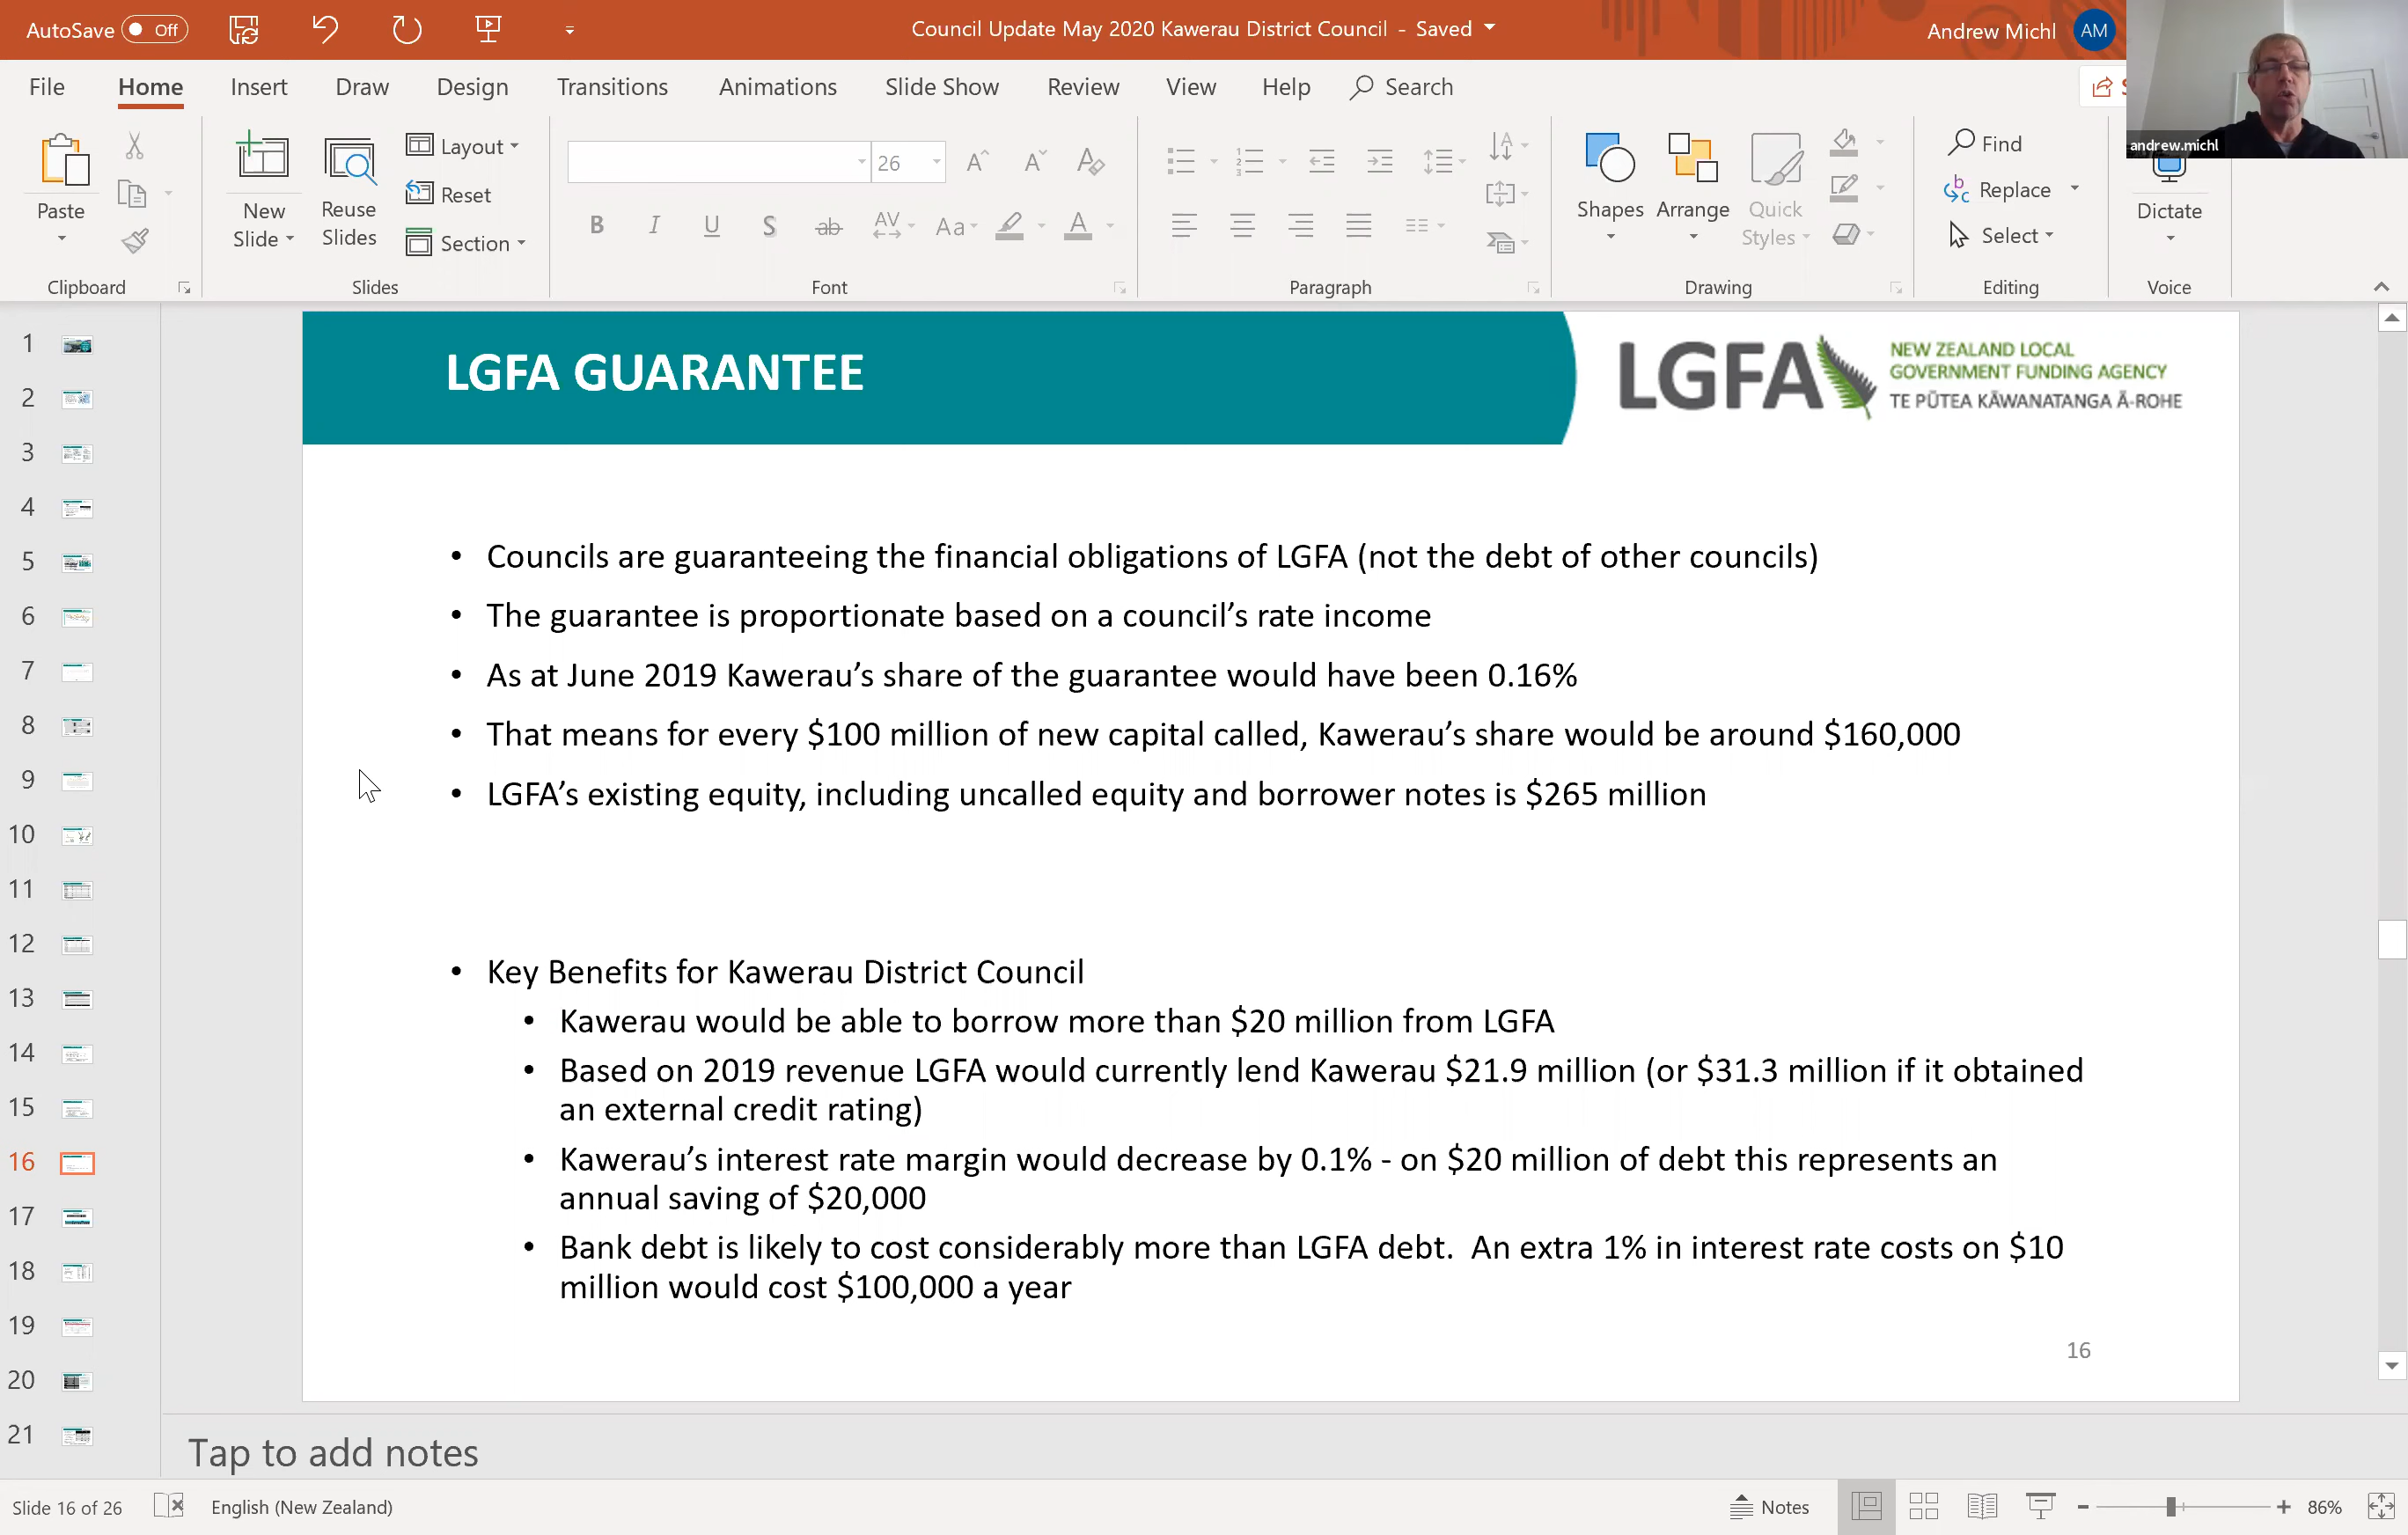 AutoSave Off
Council Update May 2020 Kawerau District Council - Saved
Andrew Michl AM
File Home Insert Draw Design Transitions Animations Slide Show Review View Help Search
andrew.michl
Paste
New Slide
Reuse Slides
Layout
Reset
Section
26
Shapes
Arrange
Quick Styles
Find
Replace
Select
Dictate
Clipboard Slides Font Paragraph Drawing Editing Voice
1
2
3
4
5
6
7
8
9
10
11
12
13
14
15
16
17
18
19
20
21
LGFA GUARANTEE
LGFA
NEW ZEALAND LOCAL
GOVERNMENT FUNDING AGENCY
TE PŪTEA KĀWANATANGA Ā-ROHE
• Councils are guaranteeing the financial obligations of LGFA (not the debt of other councils)
• The guarantee is proportionate based on a council’s rate income
• As at June 2019 Kawerau’s share of the guarantee would have been 0.16%
• That means for every $100 million of new capital called, Kawerau’s share would be around $160,000
• LGFA’s existing equity, including uncalled equity and borrower notes is $265 million
• Key Benefits for Kawerau District Council
• Kawerau would be able to borrow more than $20 million from LGFA
• Based on 2019 revenue LGFA would currently lend Kawerau $21.9 million (or $31.3 million if it obtained
an external credit rating)
• Kawerau’s interest rate margin would decrease by 0.1% - on $20 million of debt this represents an
annual saving of $20,000
• Bank debt is likely to cost considerably more than LGFA debt. An extra 1% in interest rate costs on $10
million would cost $100,000 a year
16
Tap to add notes
Slide 16 of 26 English (New Zealand) Notes 86%